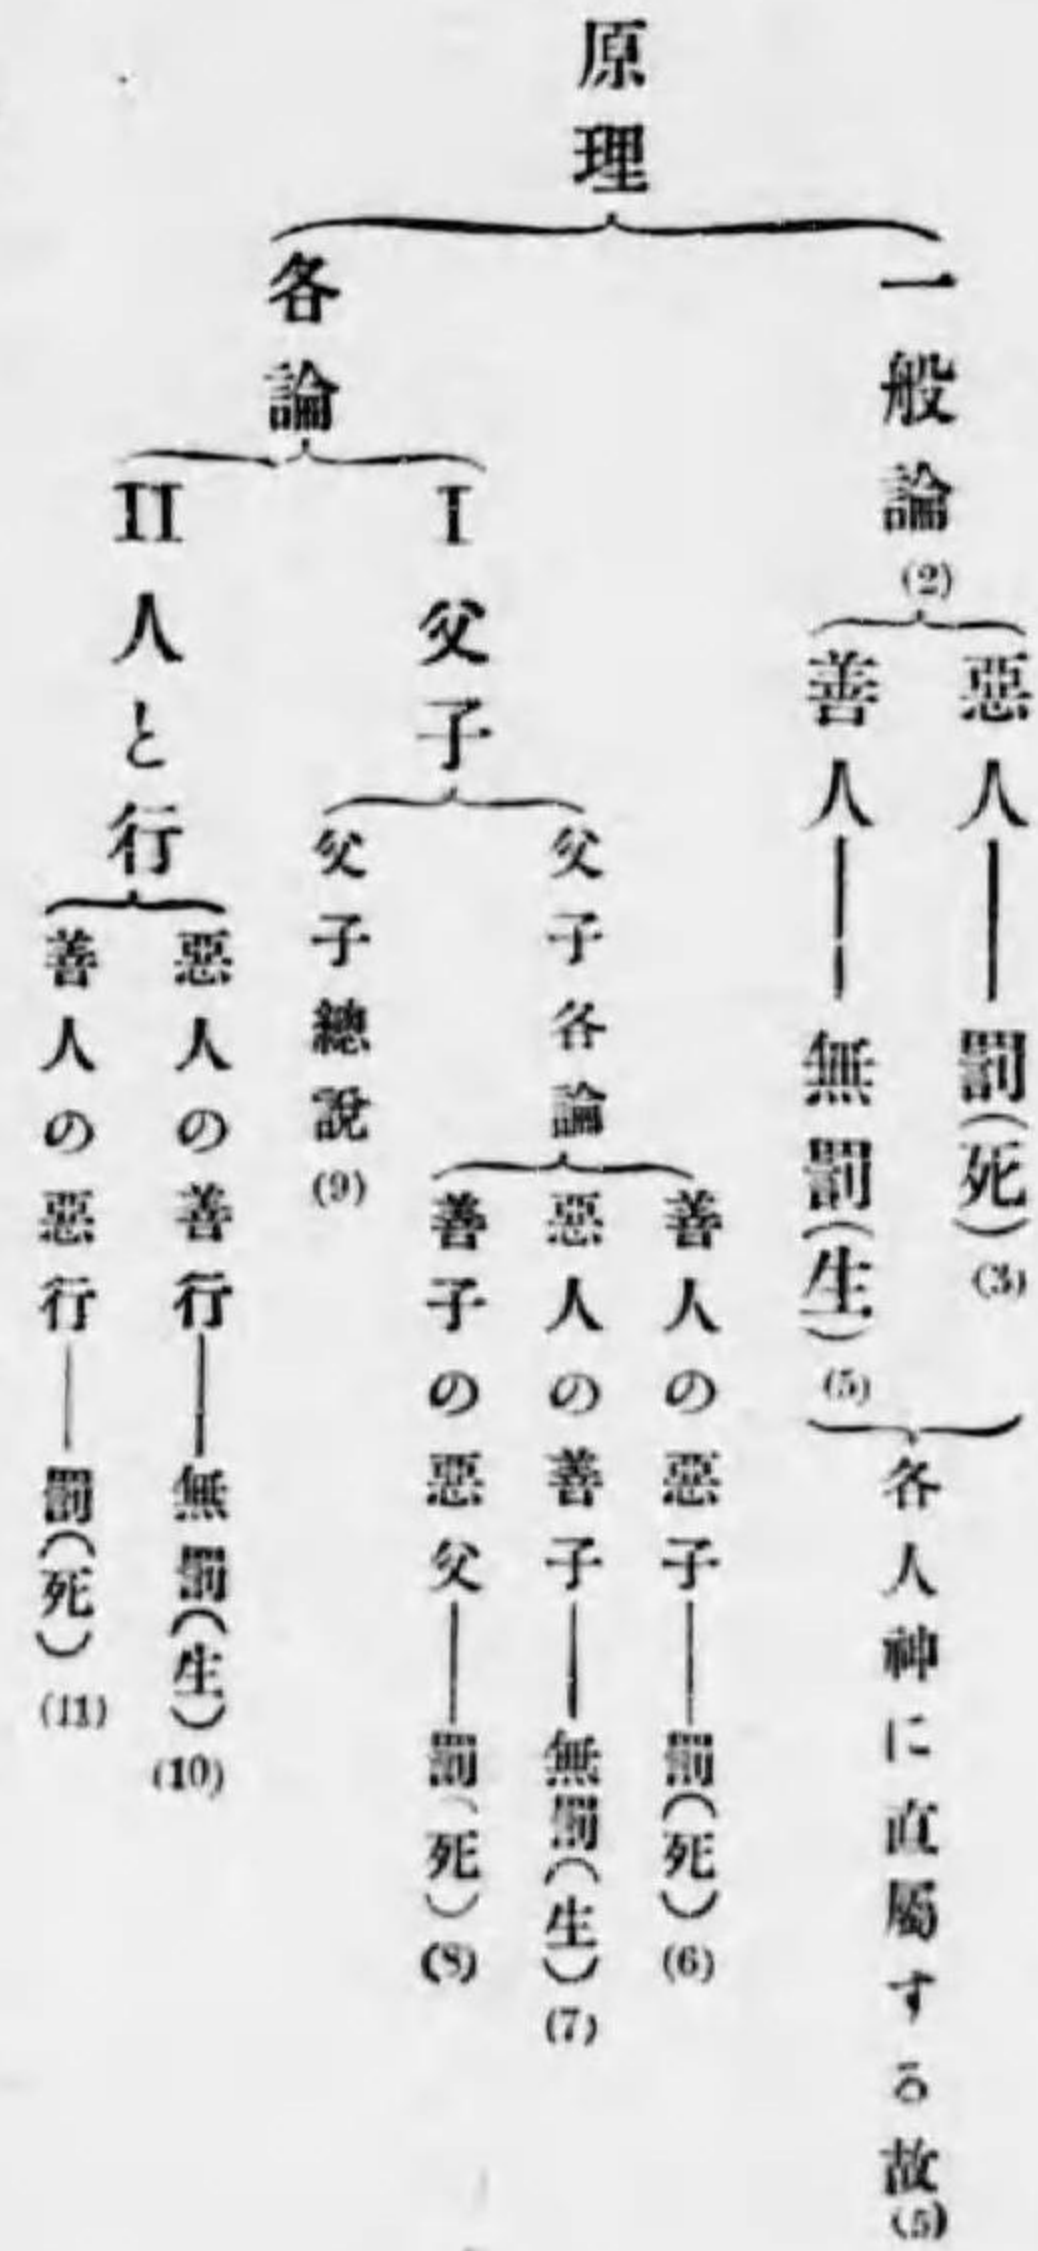 原理
一般論(2)
惡人——罰(死)(3)
善人——無罰(生)(5)
各人神に直屬する故(5)
各論
I 父子
父子各論
善人の惡子——罰(死)(6)
惡人の善子——無罰(生)(7)
善子の惡父——罰(死)(8)
父子總說(9)
II 人と行
惡人の善行——無罰(生)(10)
善人の惡行——罰(死)(11)